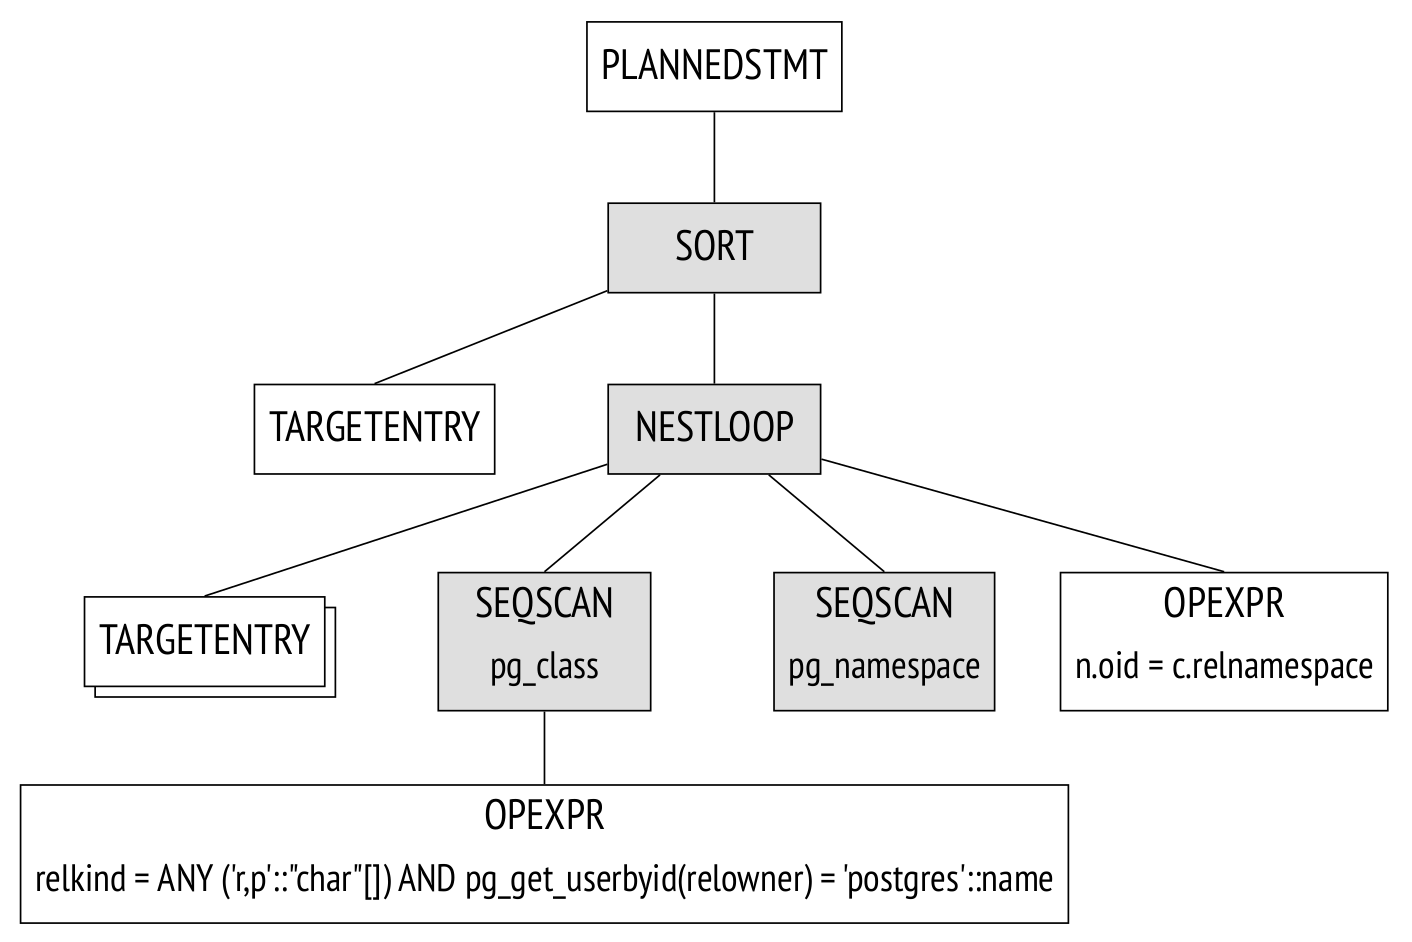 PLANNEDSTMT
SORT
TARGETENTRY
NESTLOOP
TARGETENTRY
SEQSCAN
pg_class
SEQSCAN
pg_namespace
OPEXPR
n.oid = c.relnamespace
OPEXPR
relkind = ANY ('r,p'::"char"[]) AND pg_get_userbyid(relowner) = 'postgres'::name